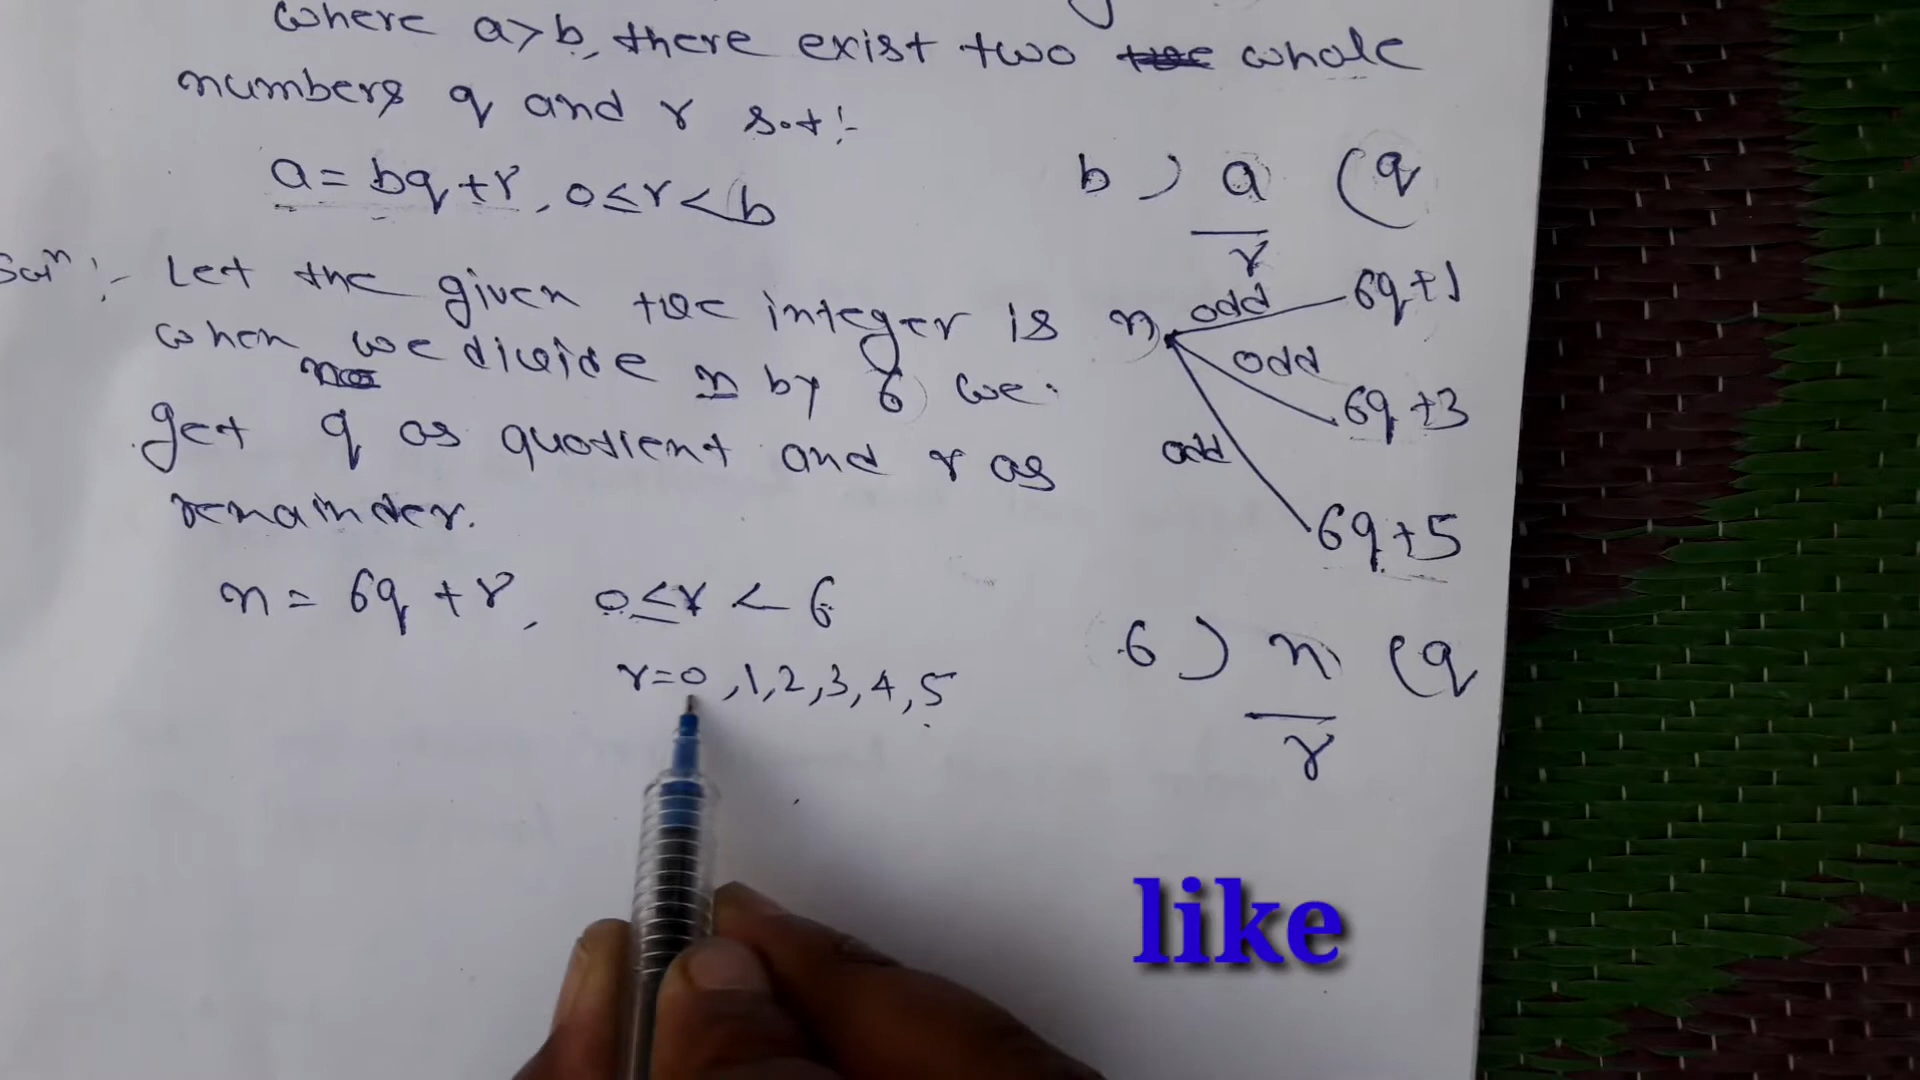 where a>b, there exist two whole
numbers q and r s.t:-
a = bq + r, 0 ≤ r < b
b ) a ( q
r
Sol^n :- Let the given +ve integer is n
when we divide n by 6 we
get q as quotient and r as
remainder.
odd 6q+1
odd 6q+3
odd 6q+5
n = 6q + r, 0 ≤ r < 6
r = 0, 1, 2, 3, 4, 5
6 ) n ( q
r
like